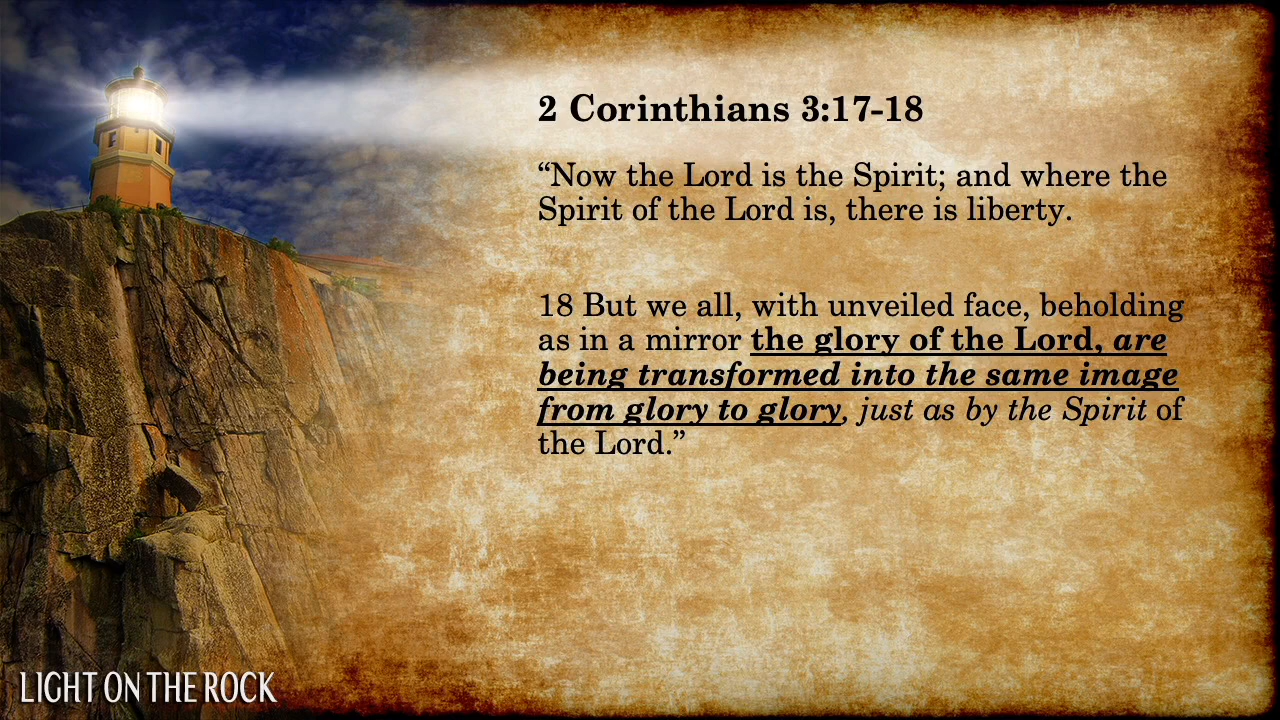 2 Corinthians 3:17-18
“Now the Lord is the Spirit; and where the
Spirit of the Lord is, there is liberty.
18 But we all, with unveiled face, beholding
as in a mirror the glory of the Lord, are
being transformed into the same image
from glory to glory, just as by the Spirit of
the Lord.”
LIGHT ON THE ROCK